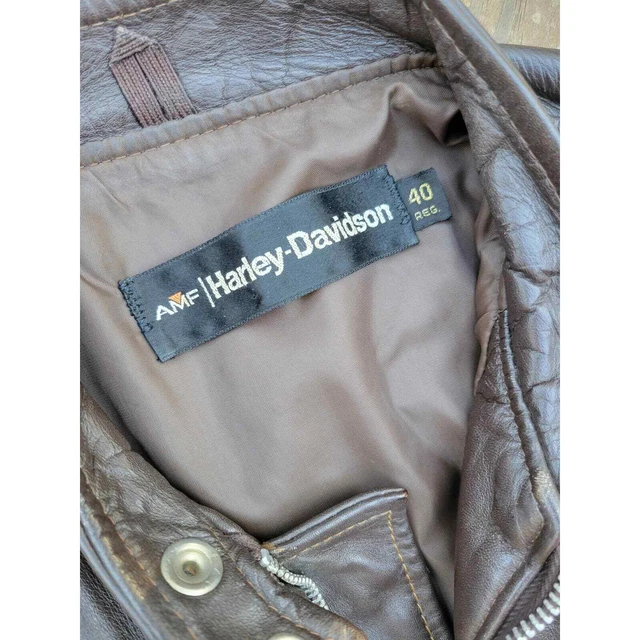 AMF | Harley-Davidson
40
REG.